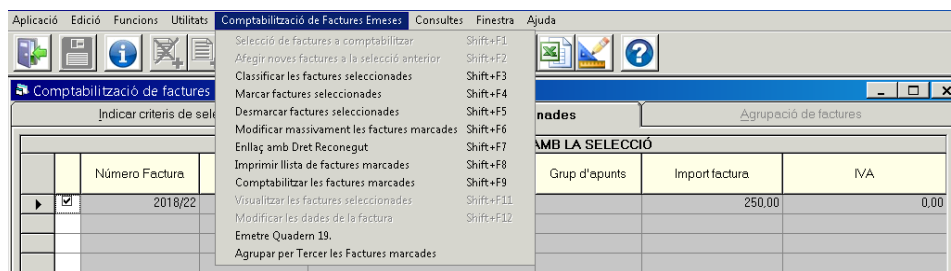 Aplicació Edició Funcions Utilitats Comptabilització de Factures Emeses Consultes Finestra Ajuda
Selecció de factures a comptabilitzar Shift+F1
Afegir noves factures a la selecció anterior Shift+F2
Classificar les factures seleccionades Shift+F3
Marcar factures seleccionades Shift+F4
Desmarcar factures seleccionades Shift+F5
Modificar massivament les factures marcades Shift+F6
Enllaç amb Dret Reconegut Shift+F7
Imprimir llista de factures marcades Shift+F8
Comptabilitzar les factures marcades Shift+F9
Visualitzar les factures seleccionades Shift+F11
Modificar les dades de la factura Shift+F12
Emetre Quadern 19.
Agrupar per Tercer les Factures marcades
Comptabilització de factures
Indicar criteris de sele
nades
Agrupació de factures
AMB LA SELECCIÓ
Número Factura Grup d'apunts Import factura IVA
2018/22 250,00 0,00